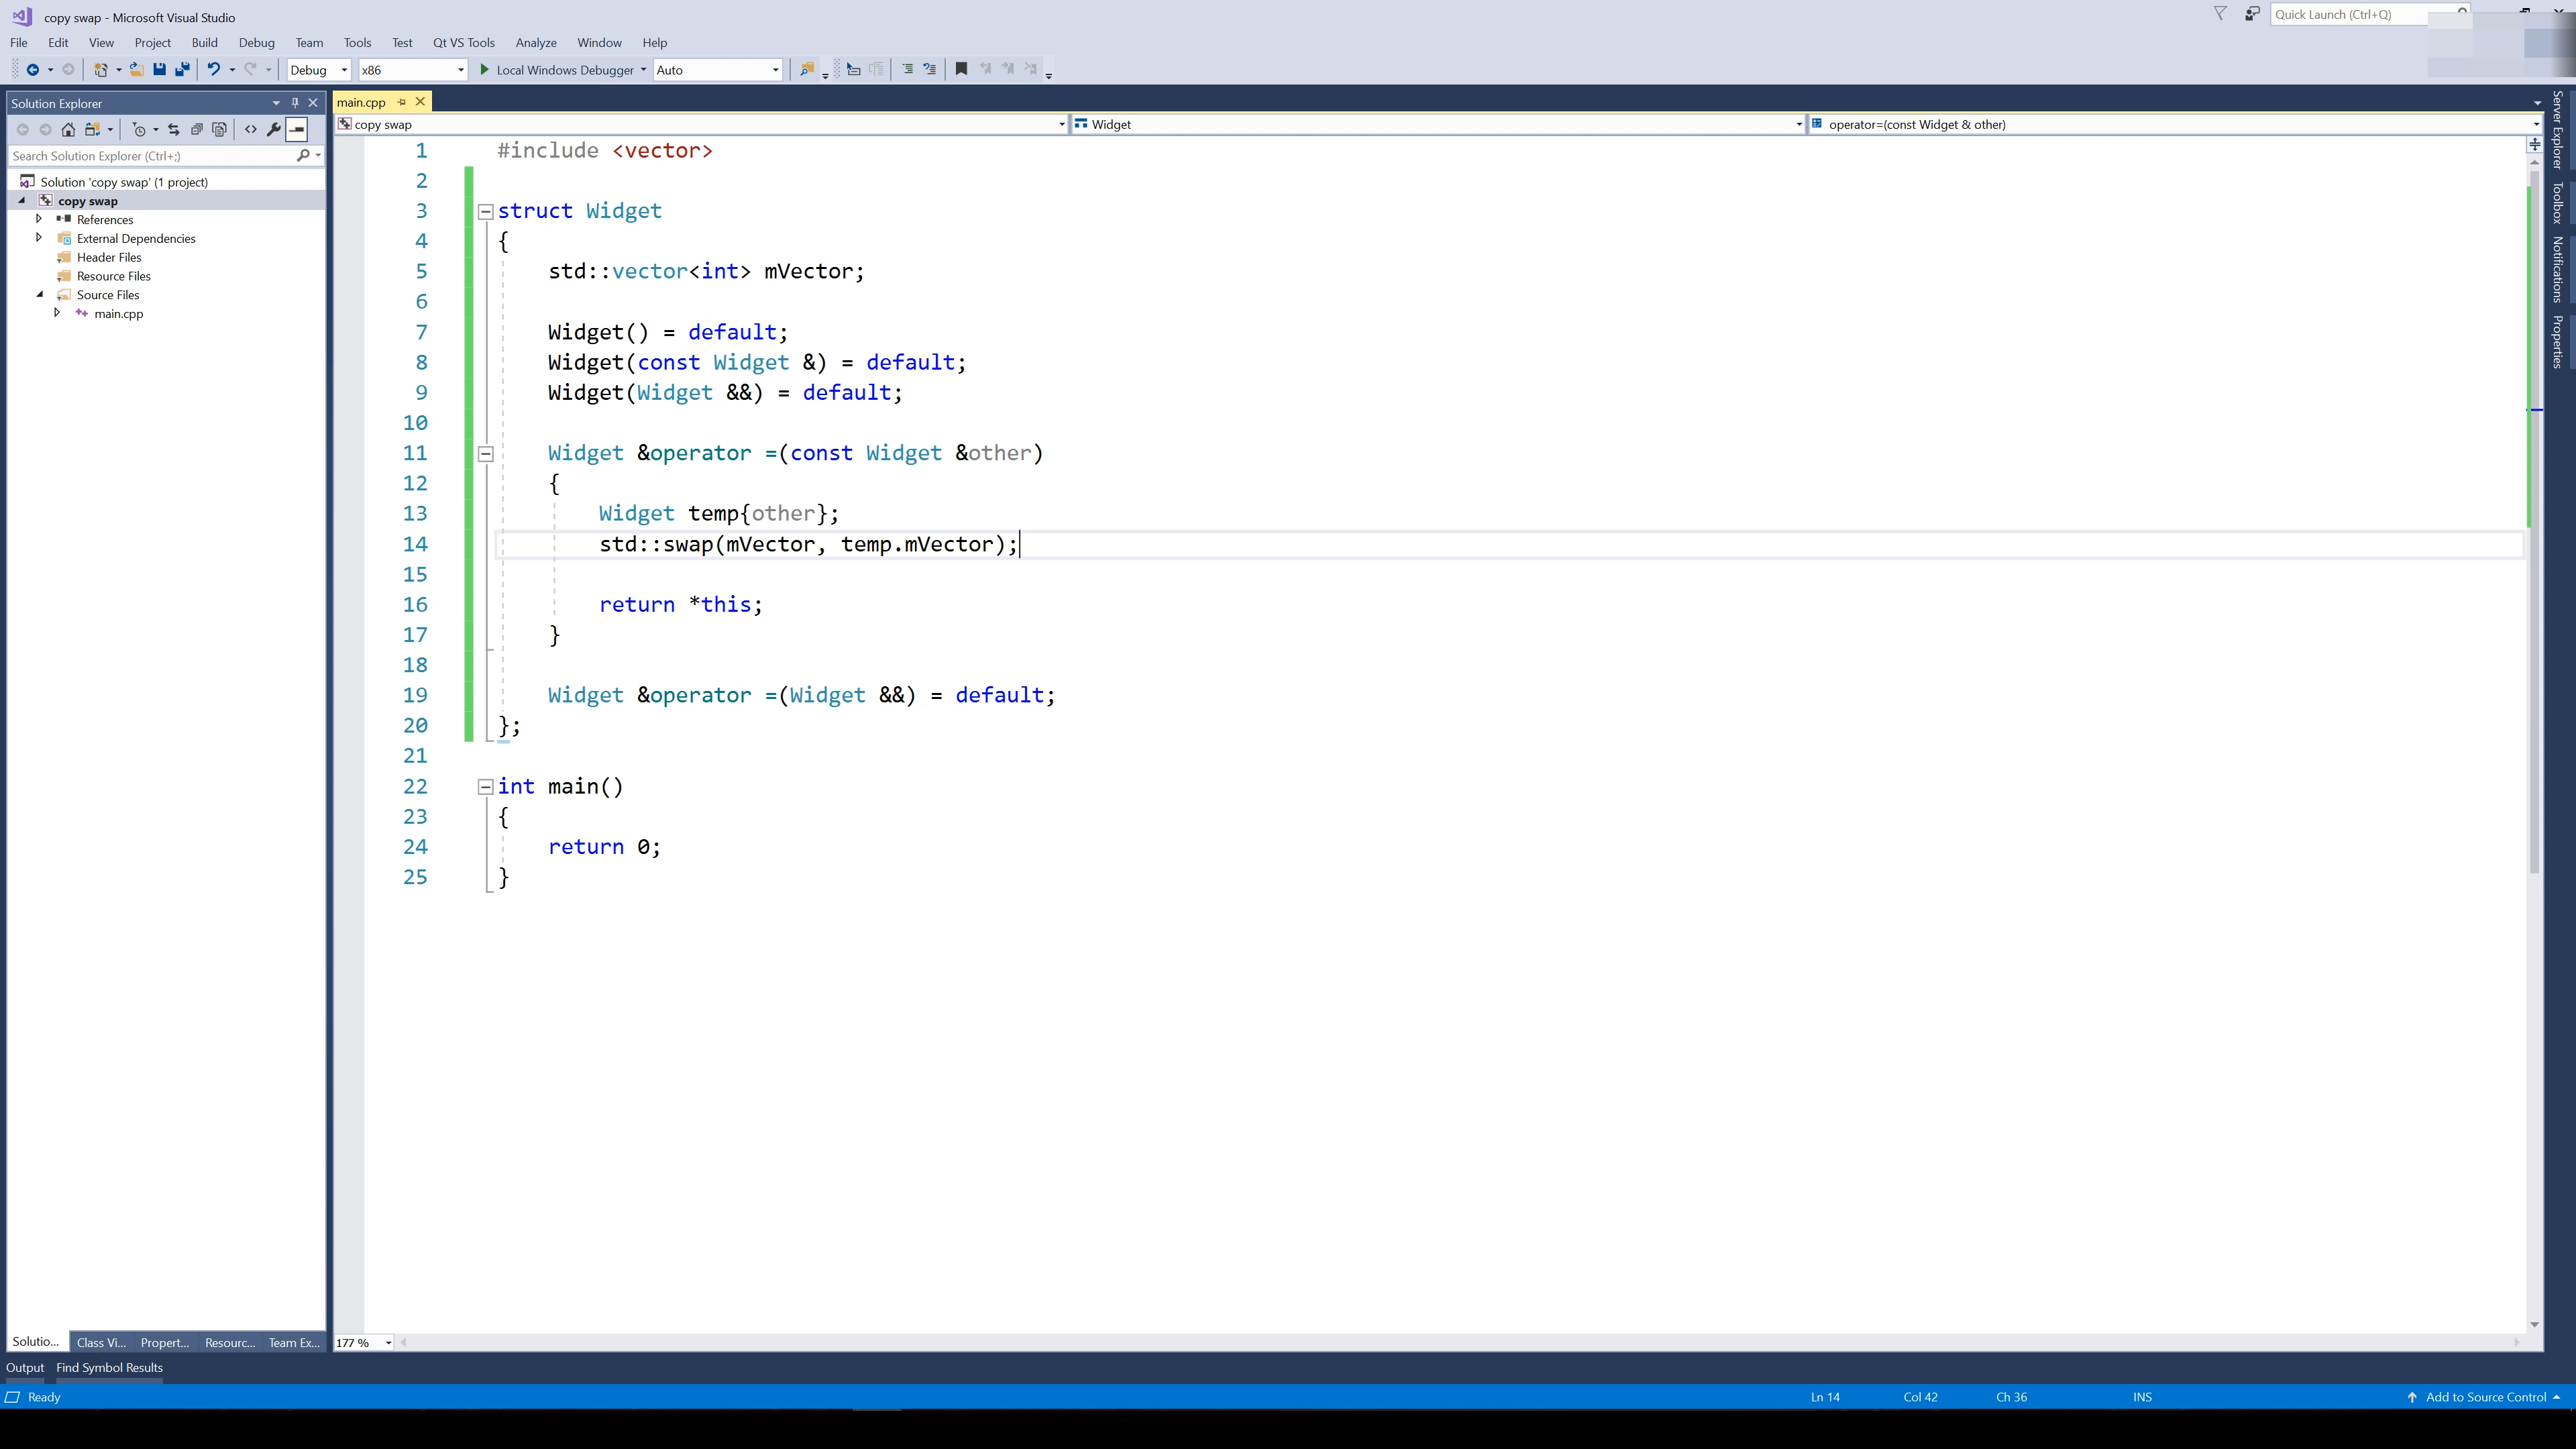 copy swap - Microsoft Visual Studio
Quick Launch (Ctrl+Q)
File Edit View Project Build Debug Team Tools Test Qt VS Tools Analyze Window Help
Debug x86 Local Windows Debugger Auto
Solution Explorer
Search Solution Explorer (Ctrl+;)
Solution 'copy swap' (1 project)
copy swap
References
External Dependencies
Header Files
Resource Files
Source Files
main.cpp
main.cpp
copy swap Widget operator=(const Widget & other)
1 #include <vector>
2
3 struct Widget
4 {
5 std::vector<int> mVector;
6
7 Widget() = default;
8 Widget(const Widget &) = default;
9 Widget(Widget &&) = default;
10
11 Widget &operator =(const Widget &other)
12 {
13 Widget temp{other};
14 std::swap(mVector, temp.mVector);
15
16 return *this;
17 }
18
19 Widget &operator =(Widget &&) = default;
20 };
21
22 int main()
23 {
24 return 0;
25 }
Server Explorer
Toolbox
Notifications
Properties
Solutio... Class Vi... Propert... Resourc... Team Ex...
177 %
Output Find Symbol Results
Ready Ln 14 Col 42 Ch 36 INS Add to Source Control